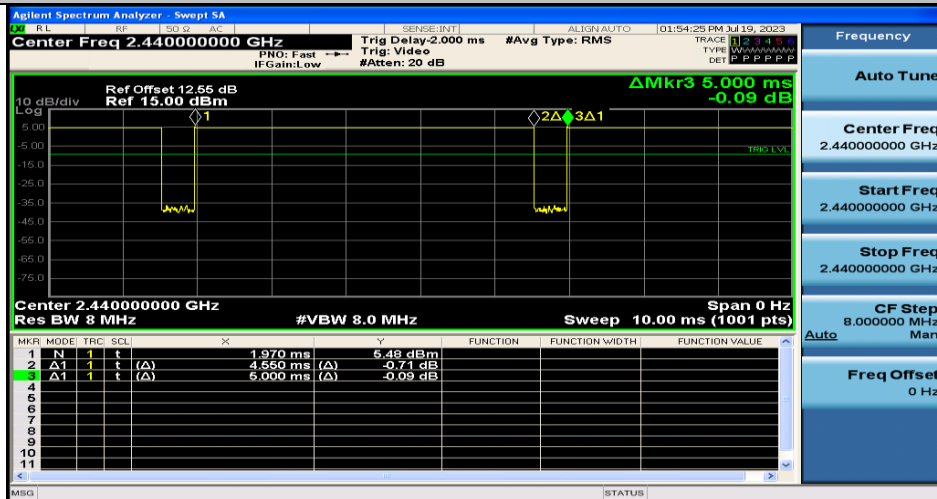 Agilent Spectrum Analyzer - Swept SA
LXI RL RF 50 Ω AC SENSE:INT ALIGN AUTO 01:54:25 PM Jul 19, 2023
Center Freq 2.440000000 GHz
PNO: Fast
IFGain:Low
Trig Delay-2.000 ms
Trig: Video
#Atten: 20 dB
#Avg Type: RMS
TRACE 1 2 3 4 5 6
TYPE WWWWWW
DET P P P P P P
ΔMkr3 5.000 ms
-0.09 dB
Ref Offset 12.55 dB
10 dB/div Ref 15.00 dBm
Log
1
2Δ 3Δ1
5.00
-5.00
TRIG LVL
-15.0
-25.0
-35.0
-45.0
-55.0
-65.0
-75.0
Center 2.440000000 GHz Span 0 Hz
Res BW 8 MHz #VBW 8.0 MHz Sweep 10.00 ms (1001 pts)
MKR MODE TRC SCL X Y FUNCTION FUNCTION WIDTH FUNCTION VALUE
1 N 1 t 1.970 ms 5.48 dBm
2 Δ1 1 t (Δ) 4.550 ms (Δ) -0.71 dB
3 Δ1 1 t (Δ) 5.000 ms (Δ) -0.09 dB
4
5
6
7
8
9
10
11
MSG STATUS
Frequency
Auto Tune
Center Freq
2.440000000 GHz
Start Freq
2.440000000 GHz
Stop Freq
2.440000000 GHz
CF Step
8.000000 MHz
Auto Man
Freq Offset
0 Hz